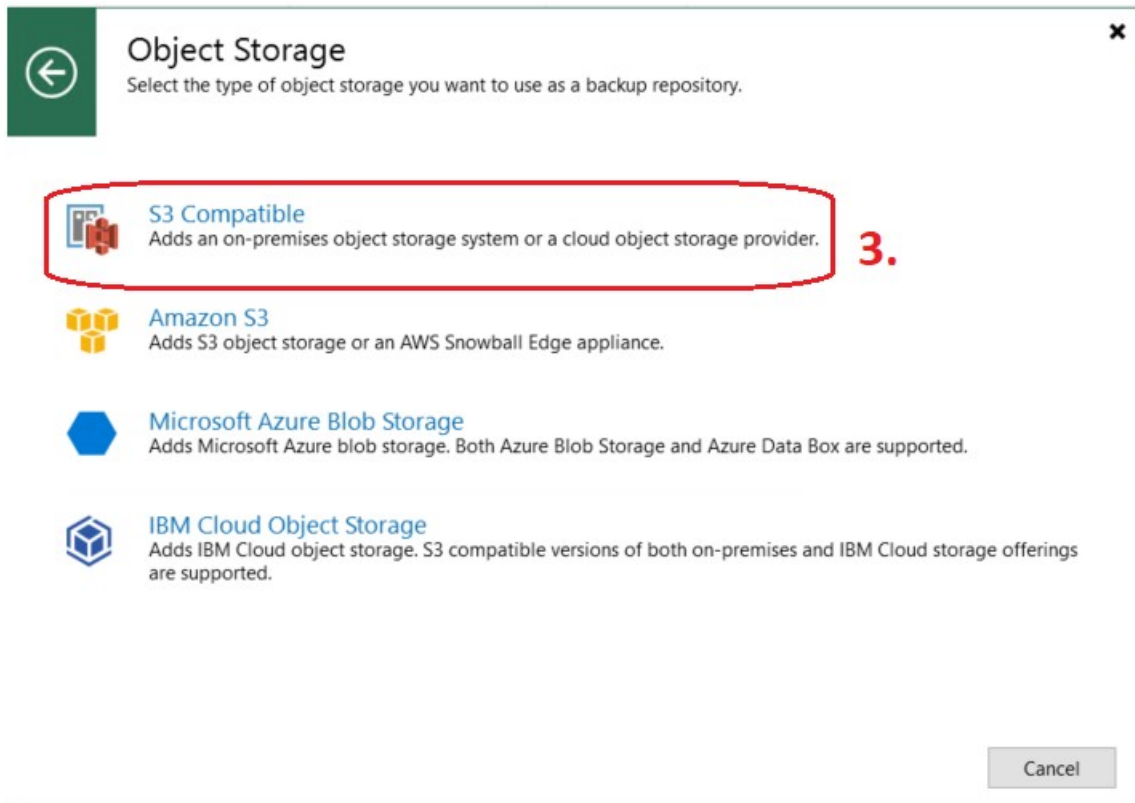 Object Storage
Select the type of object storage you want to use as a backup repository.
S3 Compatible
Adds an on-premises object storage system or a cloud object storage provider.
3.
Amazon S3
Adds S3 object storage or an AWS Snowball Edge appliance.
Microsoft Azure Blob Storage
Adds Microsoft Azure blob storage. Both Azure Blob Storage and Azure Data Box are supported.
IBM Cloud Object Storage
Adds IBM Cloud object storage. S3 compatible versions of both on-premises and IBM Cloud storage offerings
are supported.
Cancel